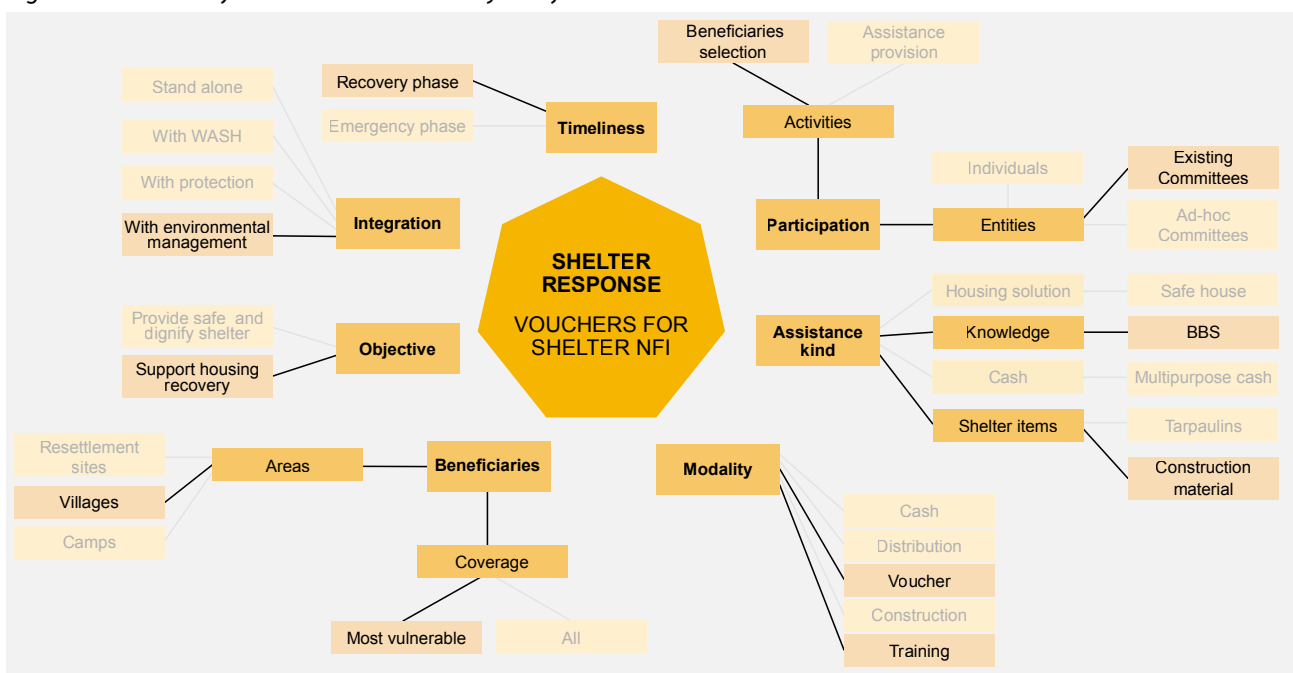 Beneficiaries
selection
Assistance
provision
Activities
Recovery phase
Emergency phase
Timeliness
Stand alone
With WASH
With protection
With environmental
management
Integration
Individuals
Existing
Committees
Participation
Entities
Ad-hoc
Committees
SHELTER
RESPONSE
VOUCHERS FOR
SHELTER NFI
Provide safe and
dignify shelter
Support housing
recovery
Objective
Assistance
kind
Housing solution
Safe house
Knowledge
BBS
Cash
Multipurpose cash
Shelter items
Tarpaulins
Construction
material
Resettlement
sites
Villages
Camps
Areas
Beneficiaries
Coverage
Most vulnerable
All
Modality
Cash
Distribution
Voucher
Construction
Training